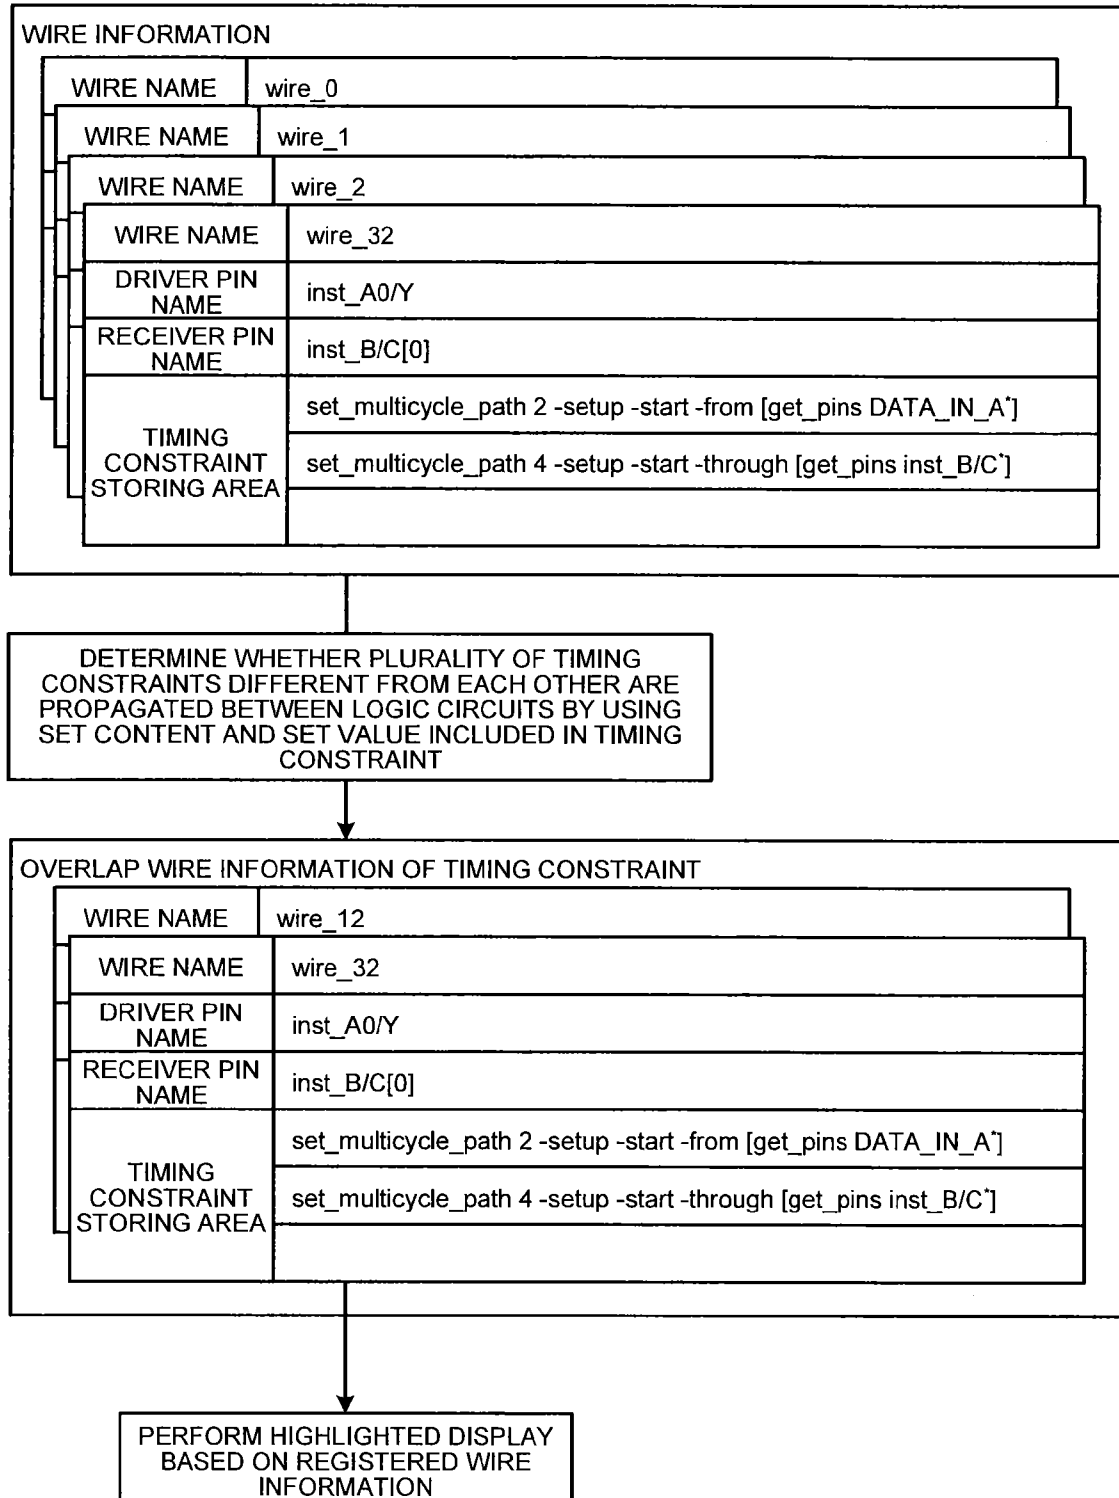 WIRE INFORMATION
WIRE NAME wire_0
WIRE NAME wire_1
WIRE NAME wire_2
WIRE NAME wire_32
DRIVER PIN
NAME
inst_A0/Y
RECEIVER PIN
NAME
inst_B/C[0]
TIMING
CONSTRAINT
STORING AREA
set_multicycle_path 2 -setup -start -from [get_pins DATA_IN_A*]
set_multicycle_path 4 -setup -start -through [get_pins inst_B/C*]
DETERMINE WHETHER PLURALITY OF TIMING
CONSTRAINTS DIFFERENT FROM EACH OTHER ARE
PROPAGATED BETWEEN LOGIC CIRCUITS BY USING
SET CONTENT AND SET VALUE INCLUDED IN TIMING
CONSTRAINT
OVERLAP WIRE INFORMATION OF TIMING CONSTRAINT
WIRE NAME wire_12
WIRE NAME wire_32
DRIVER PIN
NAME
inst_A0/Y
RECEIVER PIN
NAME
inst_B/C[0]
TIMING
CONSTRAINT
STORING AREA
set_multicycle_path 2 -setup -start -from [get_pins DATA_IN_A*]
set_multicycle_path 4 -setup -start -through [get_pins inst_B/C*]
PERFORM HIGHLIGHTED DISPLAY
BASED ON REGISTERED WIRE
INFORMATION